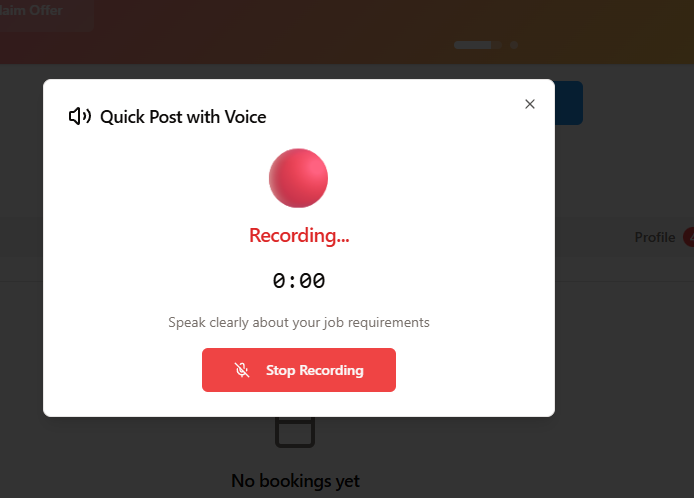 Claim Offer
Quick Post with Voice
Recording...
0:00
Profile
Speak clearly about your job requirements
Stop Recording
No bookings yet